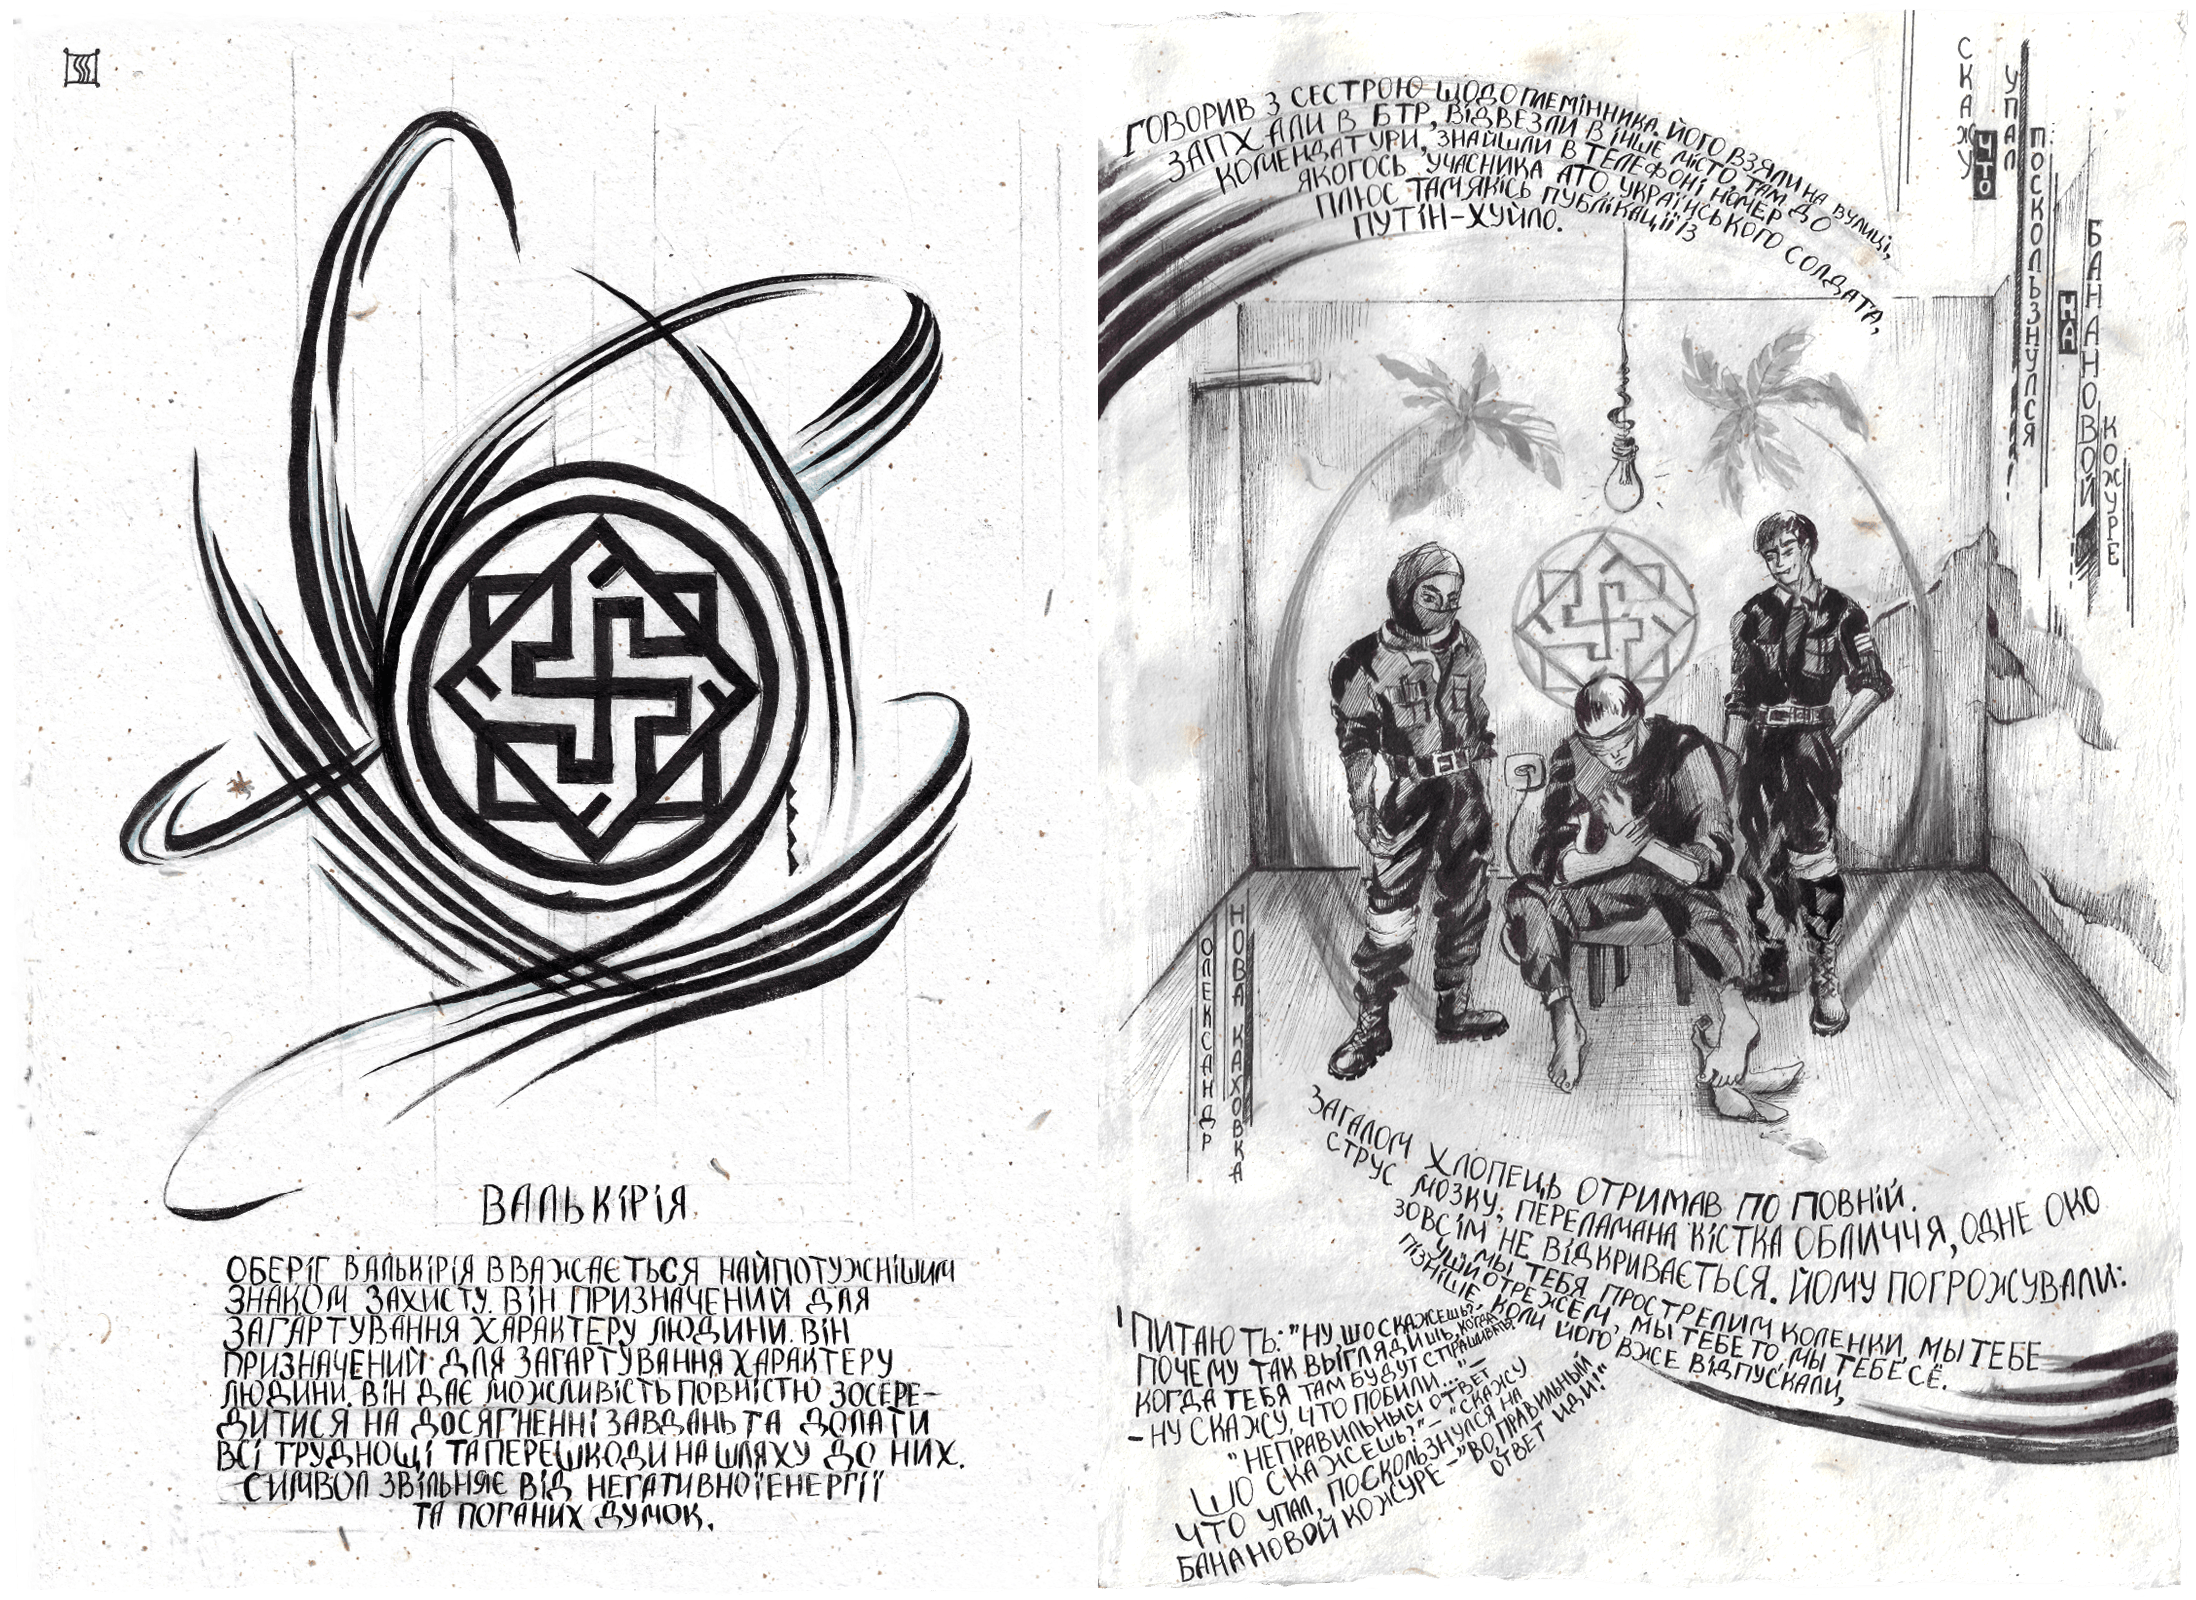 ВАЛЬКІРІЯ
ОБЕРІГ ВАЛЬКІРІЯ ВВАЖАЄТЬСЯ НАЙПОТУЖНІШИМ
ЗНАКОМ ЗАХИСТУ. ВІН ПРИЗНАЧЕНИЙ ДЛЯ
ЗАГАРТУВАННЯ ХАРАКТЕРУ ЛЮДИНИ. ВІН
ПРИЗНАЧЕНИЙ ДЛЯ ЗАГАРТУВАННЯ ХАРАКТЕРУ
ЛЮДИНИ. ВІН ДАЄ МОЖЛИВІСТЬ ПОВНІСТЮ ЗОСЕРЕ-
ДИТИСЯ НА ДОСЯГНЕННІ ЗАВДАНЬ ТА ДОЛАТИ
ВСІ ТРУДНОЩІ ТА ПЕРЕШКОДИ НА ШЛЯХУ ДО НИХ.
СИМВОЛ ЗВІЛЬНЯЄ ВІД НЕГАТИВНОЇ ЕНЕРГІЇ
ТА ПОГАНИХ ДУМОК.
ГОВОРИВ З СЕСТРОЮ ЩОДО ПЛЕМІННИКА. ЙОГО ВЗЯЛИ НА ВУЛИЦІ,
ЗАПХАЛИ В БТР, ВІДВЕЗЛИ В ІНШЕ МІСТО, ТАМ ДО
КОМЕНДАТУРИ, ЗНАЙШЛИ В ТЕЛЕФОНІ НОМЕР
ЯКОГОСЬ УЧАСНИКА АТО, УКРАЇНСЬКОГО СОЛДАТА,
ПЛЮС ТАМ ЯКІСЬ ПУБЛІКАЦІЇ ІЗ
ПУТІН-ХУЙЛО.
СКАЖУ
ЧТО
УПАЛ
ПОСКОЛЬЗНУЛСЯ
НА
БАНАНОВОЙ
КОЖУРЕ
ОЛЕКСАНДР
НОВА КАХОВКА
ЗАГАЛОМ ХЛОПЕЦЬ ОТРИМАВ ПО ПОВНІЙ.
СТРУС МОЗКУ, ПЕРЕЛАМАНА КІСТКА ОБЛИЧЧЯ, ОДНЕ ОКО
ЗОВСІМ НЕ ВІДКРИВАЄТЬСЯ. ЙОМУ ПОГРОЖУВАЛИ:
"МЫ ТЕБЯ ПРОСТРЕЛИМ КОЛЕНКИ, МЫ ТЕБЕ
УШИ ОТРЕЖЕМ, МЫ ТЕБЕ ТО, МЫ ТЕБЕ СЁ.
ПІЗНІШЕ, КОЛИ ЙОГО ВЖЕ ВІДПУСКАЛИ,
ПИТАЮТЬ: "НУ ШО СКАЖЕШЬ?-
ПОЧЕМУ ТАК ВЫГЛЯДИШЬ, КОГДА
КОГДА ТЕБЯ ТАМ БУДУТ СПРАШИВАТЬ?"
- НУ СКАЖУ, ЧТО ПОБИЛИ..."-
"НЕПРАВИЛЬНЫЙ ОТВЕТ
ШО СКАЖЕШЬ?"- "СКАЖУ
ЧТО УПАЛ, ПОСКОЛЬЗНУЛСЯ НА
БАНАНОВОЙ КОЖУРЕ-"ВО, ПРАВИЛЬНЫЙ
ОТВЕТ ИДИ!"